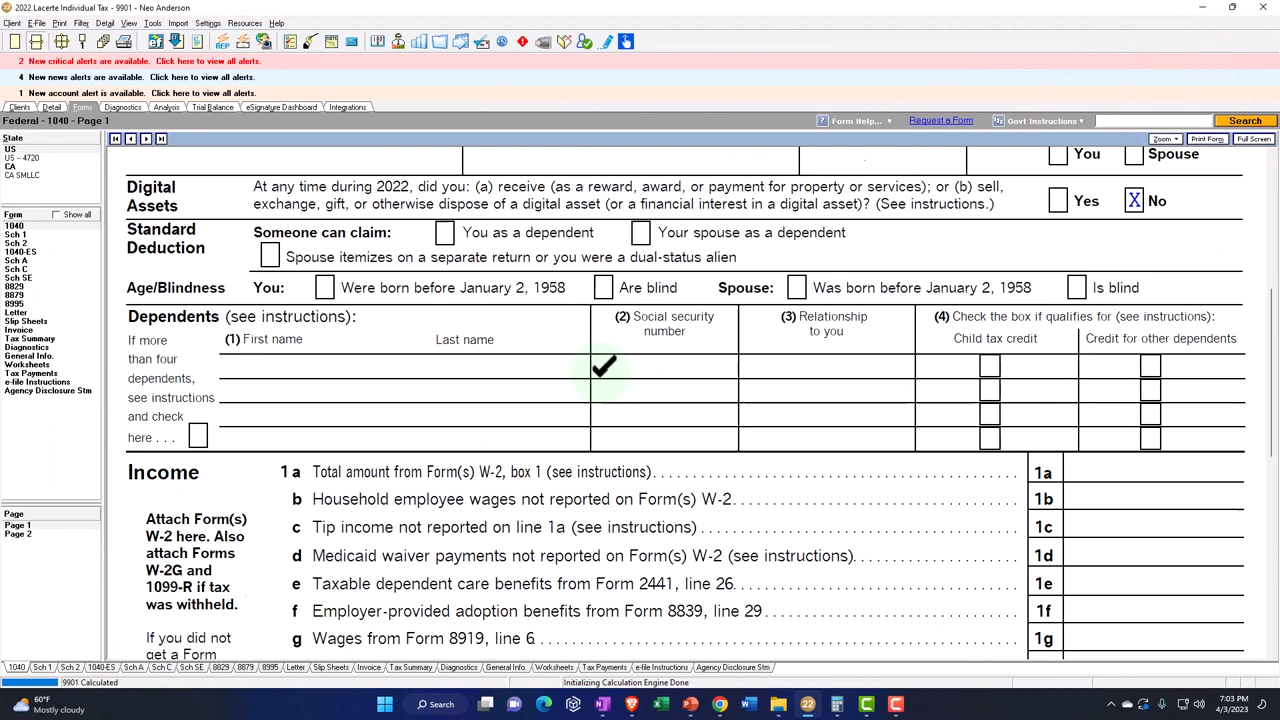 22 2022 Lacerte Individual Tax - 9901 - Neo Anderson
Client E-File Print Filter Detail View Tools Import Settings Resources Help
REP
2 New critical alerts are available. Click here to view all alerts.
4 New news alerts are available. Click here to view all alerts.
1 New account alert is available. Click here to view all alerts.
Clients Detail Forms Diagnostics Analysis Trial Balance eSignature Dashboard Integrations
Federal - 1040 - Page 1 Form Help... Request a Form Govt Instructions Search
State
US
US - 4720
CA
CA SMLLC
Form Show all
1040
Sch 1
Sch 2
1040-ES
Sch A
Sch C
Sch SE
8829
8879
8995
Letter
Slip Sheets
Invoice
Tax Summary
Diagnostics
General Info.
Worksheets
Tax Payments
e-file Instructions
Agency Disclosure Stm
Page
Page 1
Page 2
Zoom Print Form Full Screen
You Spouse
Digital Assets
At any time during 2022, did you: (a) receive (as a reward, award, or payment for property or services); or (b) sell,
exchange, gift, or otherwise dispose of a digital asset (or a financial interest in a digital asset)? (See instructions.) Yes X No
Standard Deduction
Someone can claim: You as a dependent Your spouse as a dependent
Spouse itemizes on a separate return or you were a dual-status alien
Age/Blindness You: Were born before January 2, 1958 Are blind Spouse: Was born before January 2, 1958 Is blind
Dependents (see instructions):
If more
than four
dependents,
see instructions
and check
here . . .
(1) First name Last name
(2) Social security
number
(3) Relationship
to you
(4) Check the box if qualifies for (see instructions):
Child tax credit Credit for other dependents
Income
Attach Form(s)
W-2 here. Also
attach Forms
W-2G and
1099-R if tax
was withheld.
If you did not
get a Form
1 a Total amount from Form(s) W-2, box 1 (see instructions) 1a
b Household employee wages not reported on Form(s) W-2 1b
c Tip income not reported on line 1a (see instructions) 1c
d Medicaid waiver payments not reported on Form(s) W-2 (see instructions) 1d
e Taxable dependent care benefits from Form 2441, line 26 1e
f Employer-provided adoption benefits from Form 8839, line 29 1f
g Wages from Form 8919, line 6 1g
1040 Sch 1 Sch 2 1040-ES Sch A Sch C Sch SE 8829 8879 8995 Letter Slip Sheets Invoice Tax Summary Diagnostics General Info. Worksheets Tax Payments e-file Instructions Agency Disclosure Stm
9901 Calculated Initializing Calculation Engine Done
60°F
Mostly cloudy
Search
22
7:03 PM
4/3/2023